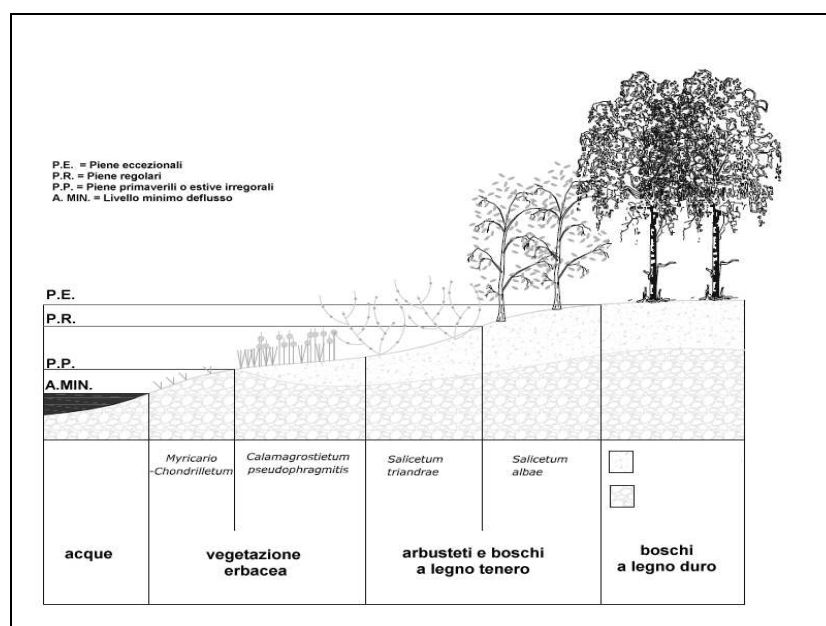 P.E. = Piene eccezionali
P.R. = Piene regolari
P.P. = Piene primaverili o estive irregorali
A. MIN. = Livello minimo deflusso
P.E.
P.R.
P.P.
A.MIN.
Myricario
-Chondrilletum
Calamagrostietum
pseudophragmitis
Salicetum
triandrae
Salicetum
albae
acque
vegetazione
erbacea
arbusteti e boschi
a legno tenero
boschi
a legno duro